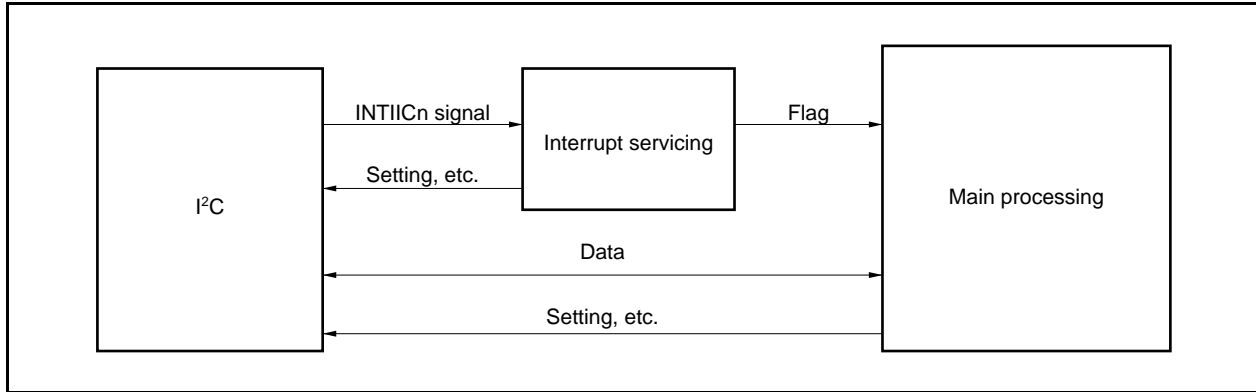 INTIICn signal
Flag
Interrupt servicing
Setting, etc.
I²C
Main processing
Data
Setting, etc.